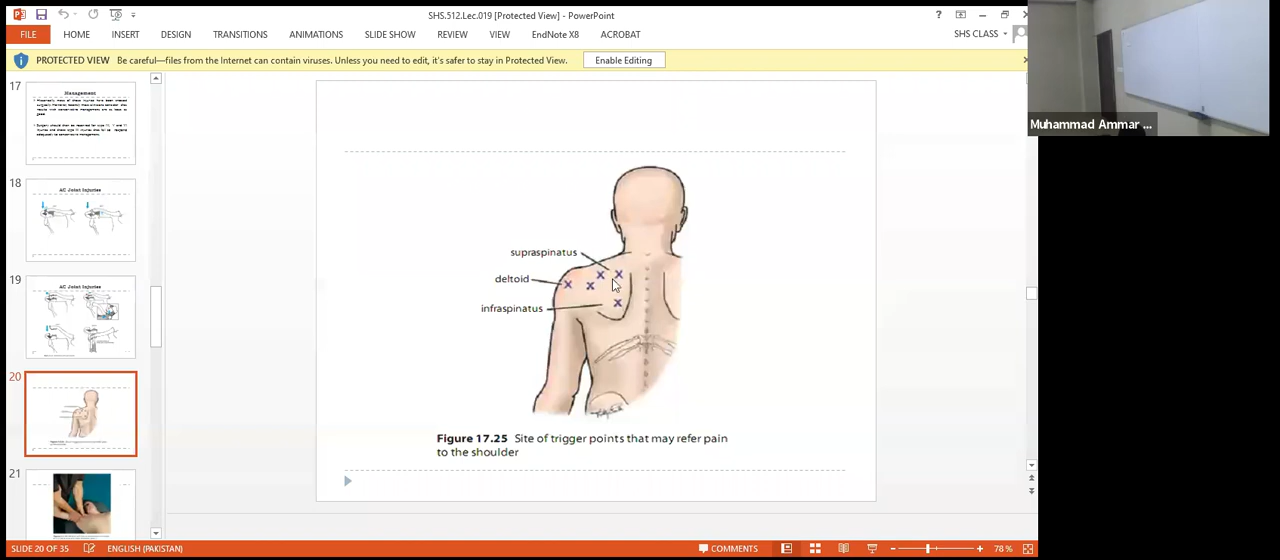 SHS.512.Lec.019 [Protected View] - PowerPoint
FILE HOME INSERT DESIGN TRANSITIONS ANIMATIONS SLIDE SHOW REVIEW VIEW EndNote X8 ACROBAT SHS CLASS
PROTECTED VIEW Be careful—files from the Internet can contain viruses. Unless you need to edit, it's safer to stay in Protected View. Enable Editing
Muhammad Ammar ...
17
Management
18
AC Joint Injuries
19
AC Joint Injuries
20
21
supraspinatus
deltoid
infraspinatus
Figure 17.25 Site of trigger points that may refer pain
to the shoulder
SLIDE 20 OF 35 ENGLISH (PAKISTAN) COMMENTS 78 %